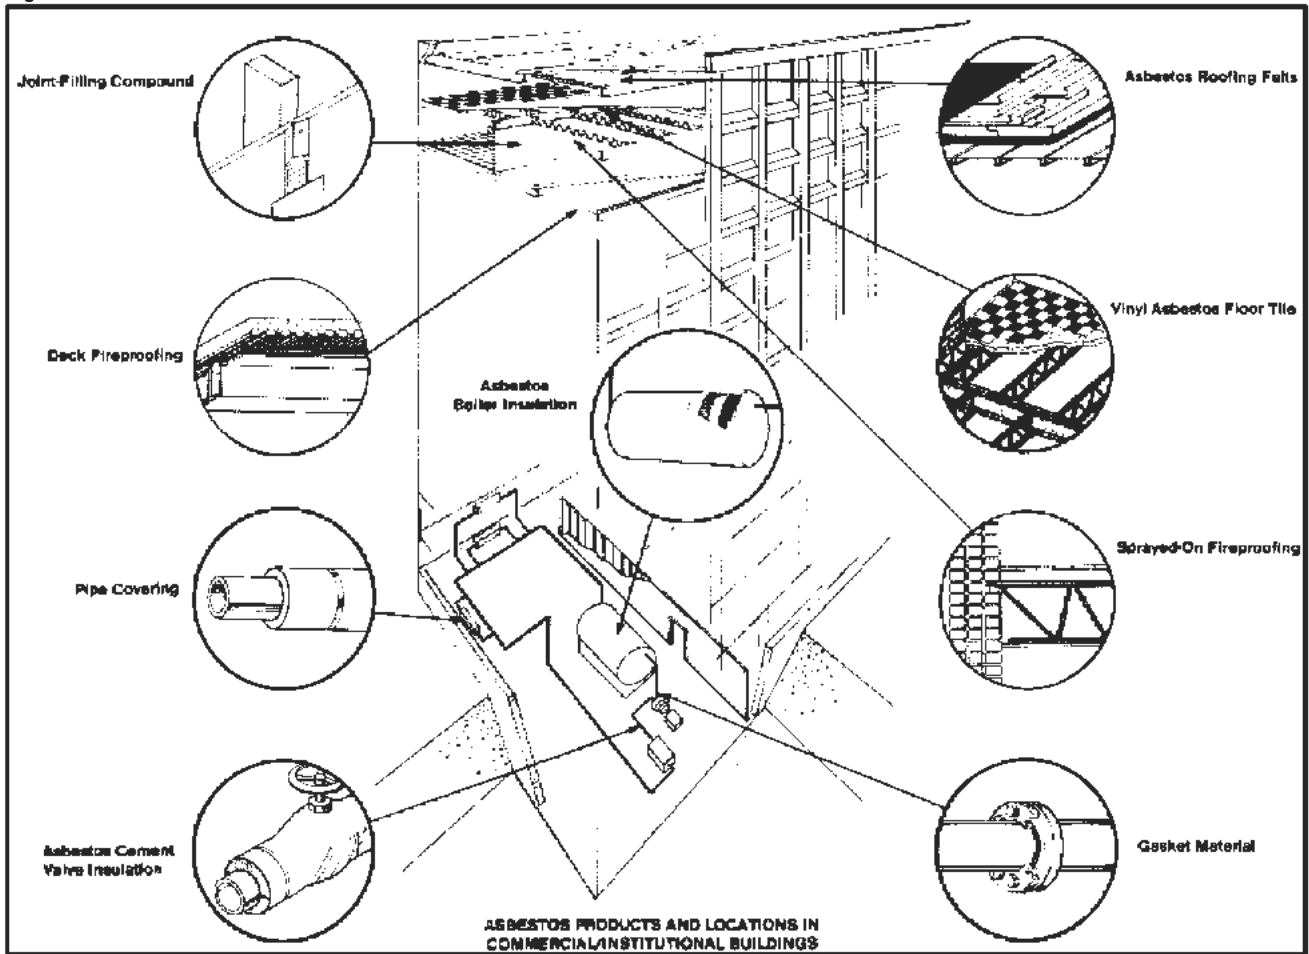 Joint-Filling Compound
Asbestos Roofing Felts
Deck Fireproofing
Vinyl Asbestos Floor Tile
Asbestos
Boiler Insulation
Pipe Covering
Sprayed-On Fireproofing
Asbestos Cement
Valve Insulation
Gasket Material
ASBESTOS PRODUCTS AND LOCATIONS IN
COMMERCIAL/INSTITUTIONAL BUILDINGS